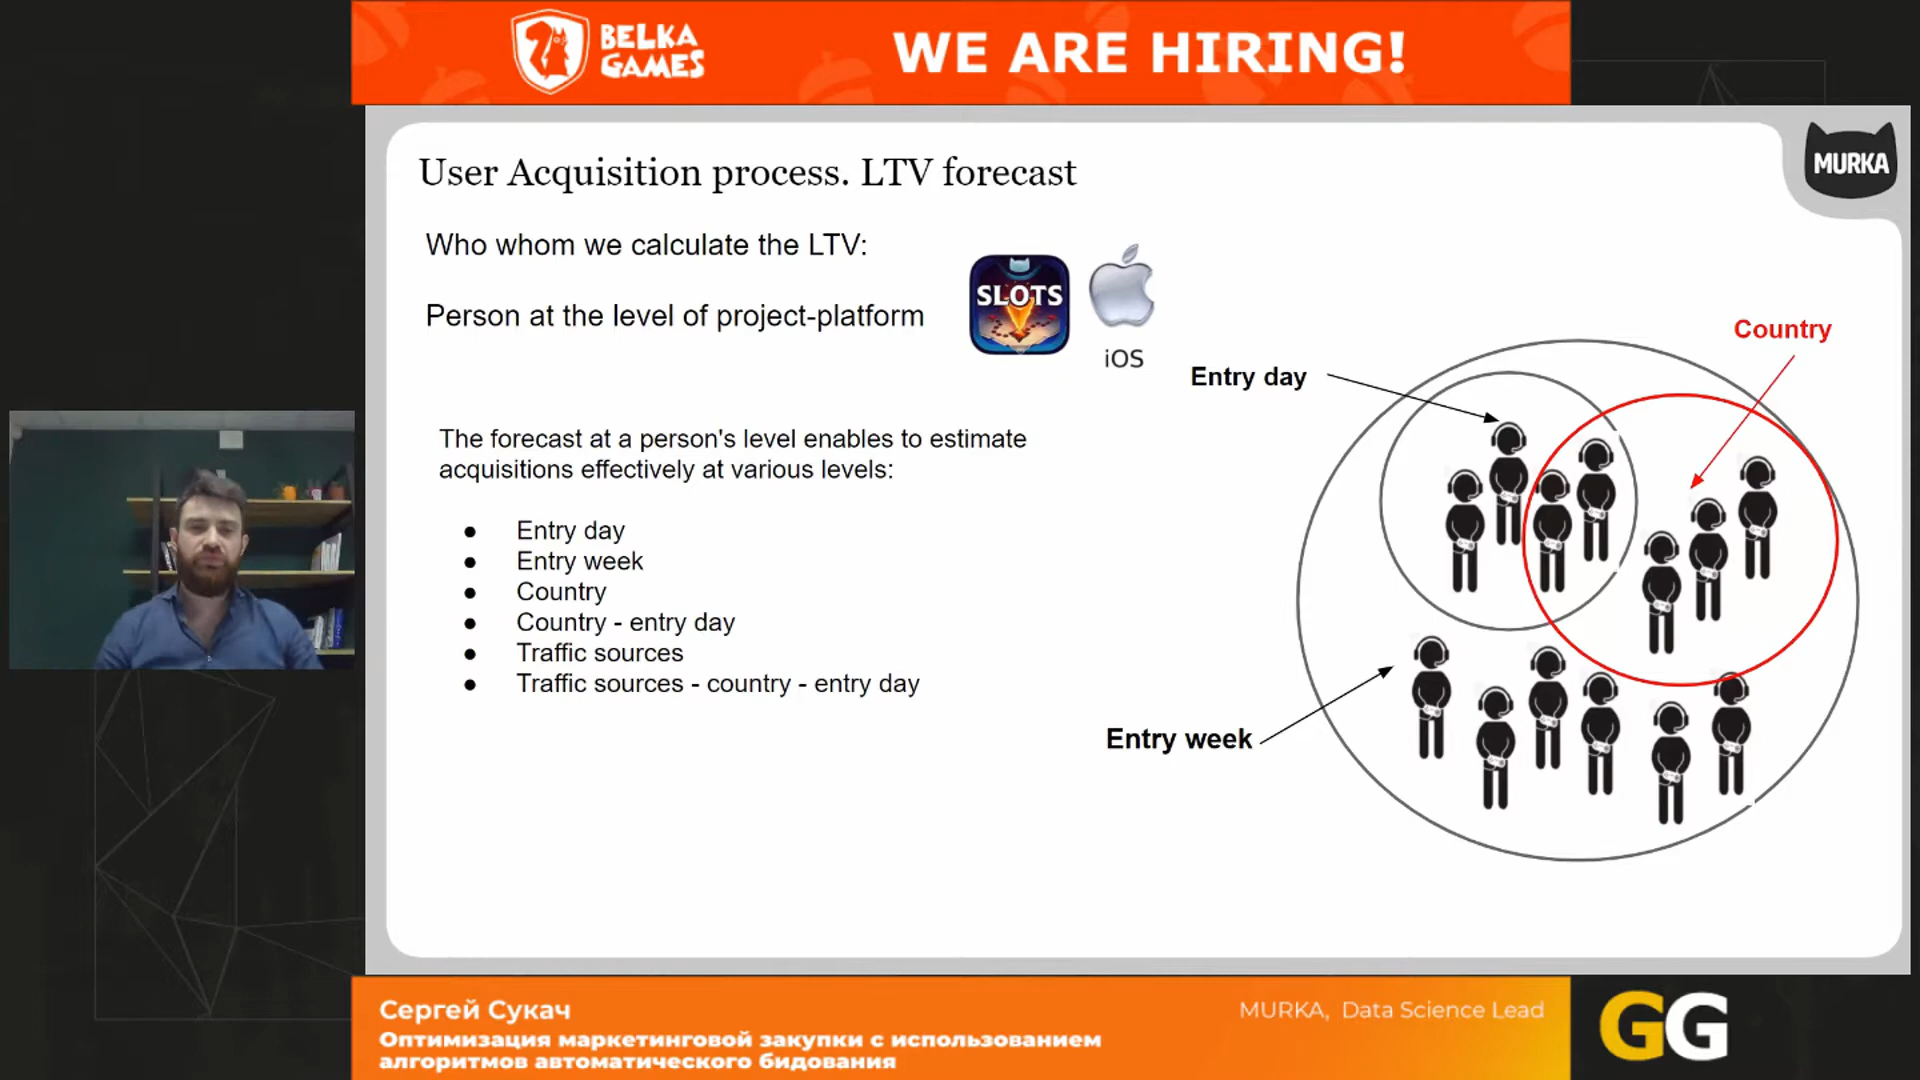 BELKA
GAMES
WE ARE HIRING!
MURKA
User Acquisition process. LTV forecast
Who whom we calculate the LTV:
Person at the level of project-platform
SLOTS
iOS
Country
Entry day
The forecast at a person's level enables to estimate
acquisitions effectively at various levels:
● Entry day
● Entry week
● Country
● Country - entry day
● Traffic sources
● Traffic sources - country - entry day
Entry week
Сергей Сукач
MURKA, Data Science Lead
Оптимизация маркетинговой закупки с использованием
алгоритмов автоматического бидования
GG